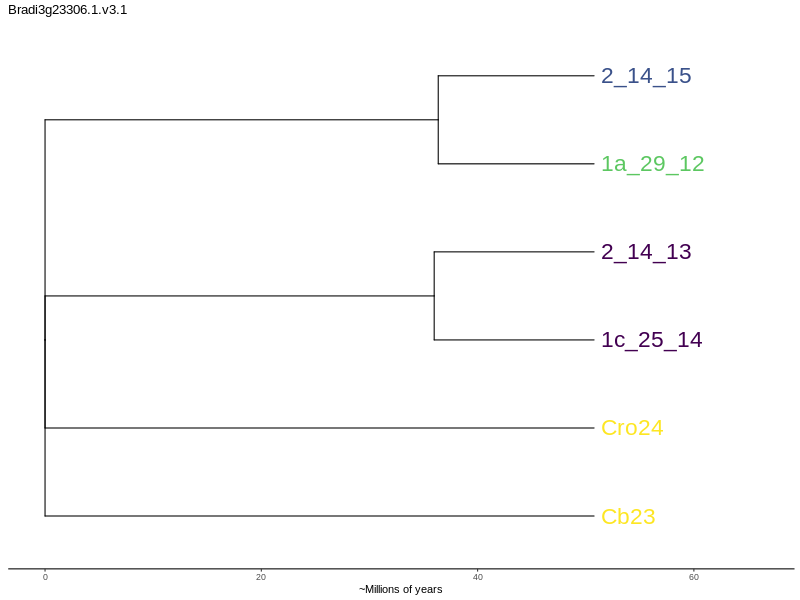 Bradi3g23306.1.v3.1
2_14_15
1a_29_12
2_14_13
1c_25_14
Cro24
Cb23
0 20 40 60
~Millions of years